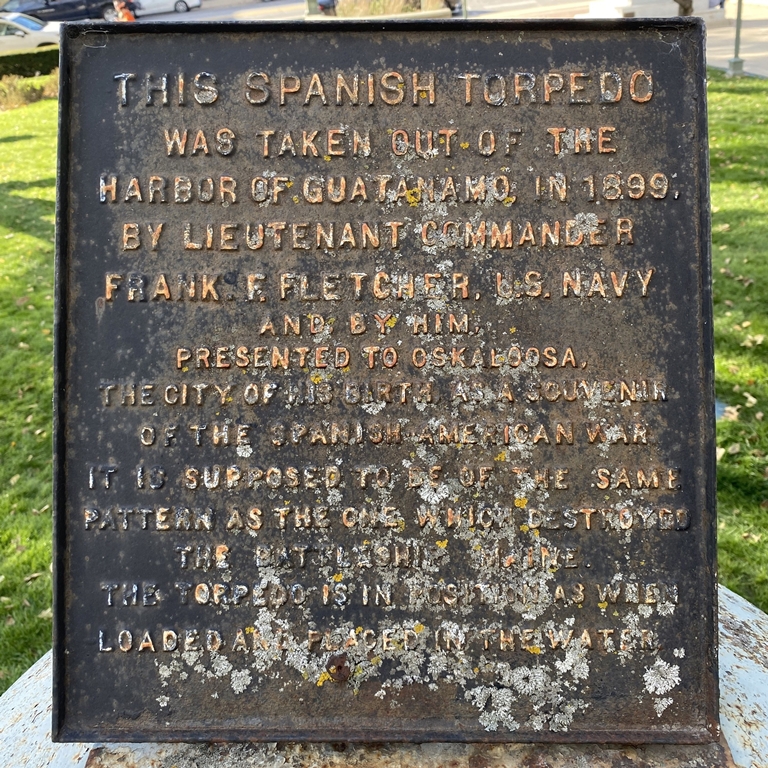 THIS SPANISH TORPEDO
WAS TAKEN OUT OF THE
HARBOR OF GUATANAMO IN 1899,
BY LIEUTENANT COMMANDER
FRANK. F. FLETCHER, U.S. NAVY
AND BY HIM,
PRESENTED TO OSKALOOSA,
THE CITY OF HIS BIRTH AS A SOUVENIR
OF THE SPANISH AMERICAN WAR
IT IS SUPPOSED TO BE OF THE SAME
PATTERN AS THE ONE WHICH DESTROYED
THE BATTLESHIP MAINE.
THE TORPEDO IS IN POSITION AS WHEN
LOADED AND PLACED IN THE WATER.